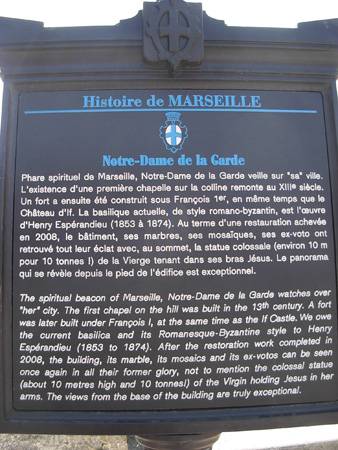 Histoire de MARSEILLE
Notre-Dame de la Garde
Phare spirituel de Marseille, Notre-Dame de la Garde veille sur "sa" ville.
L'existence d'une première chapelle sur la colline remonte au XIIIe siècle.
Un fort a ensuite été construit sous François 1er, en même temps que le
Château d'If. La basilique actuelle, de style romano-byzantin, est l'œuvre
d'Henry Espérandieu (1853 à 1874). Au terme d'une restauration achevée
en 2008, le bâtiment, ses marbres, ses mosaïques, ses ex-voto ont
retrouvé tout leur éclat avec, au sommet, la statue colossale (environ 10 m
pour 10 tonnes !) de la Vierge tenant dans ses bras Jésus. Le panorama
qui se révèle depuis le pied de l'édifice est exceptionnel.
The spiritual beacon of Marseille, Notre-Dame de la Garde watches over
"her" city. The first chapel on the hill was built in the 13th century. A fort
was later built under François I, at the same time as the If Castle. We owe
the current basilica and its Romanesque-Byzantine style to Henry
Espérandieu (1853 to 1874). After the restoration work completed in
2008, the building, its marble, its mosaics and its ex-votos can be seen
once again in all their former glory, not to mention the colossal statue
(about 10 metres high and 10 tonnes!) of the Virgin holding Jesus in her
arms. The views from the base of the building are truly exceptional.